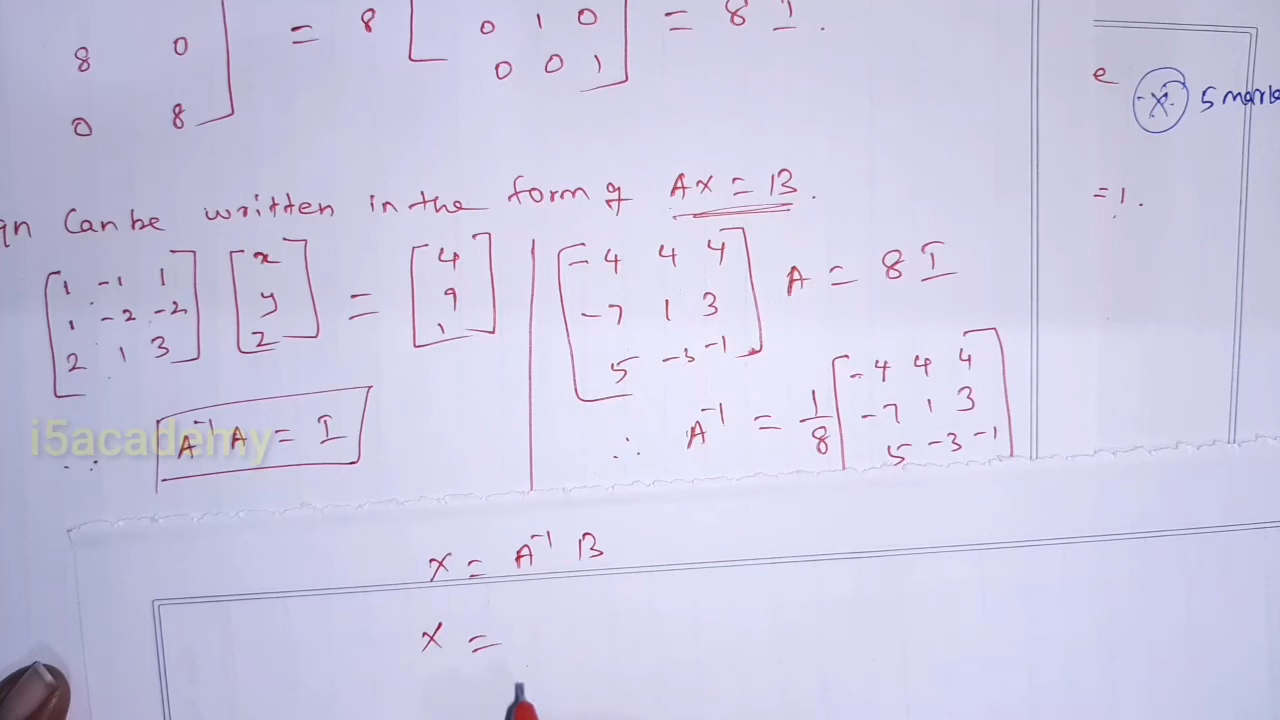 8 0 ] = 8 [ 0 1 0 ] = 8 I.
0 8 0 0 1
e -x- 5 marks
= 1.
qn Can be written in the form of AX = B.
[ 1 -1 1 ] [ x ] = [ 4 ] [ -4 4 4 ] A = 8 I
1 -2 -2 y 9 -7 1 3
2 1 3 z 1 5 -3 -1
i5academy
∵ A⁻¹ A = I
∴ A⁻¹ = 1/8 [ -4 4 4 ]
-7 1 3
5 -3 -1
X = A⁻¹ B
X =